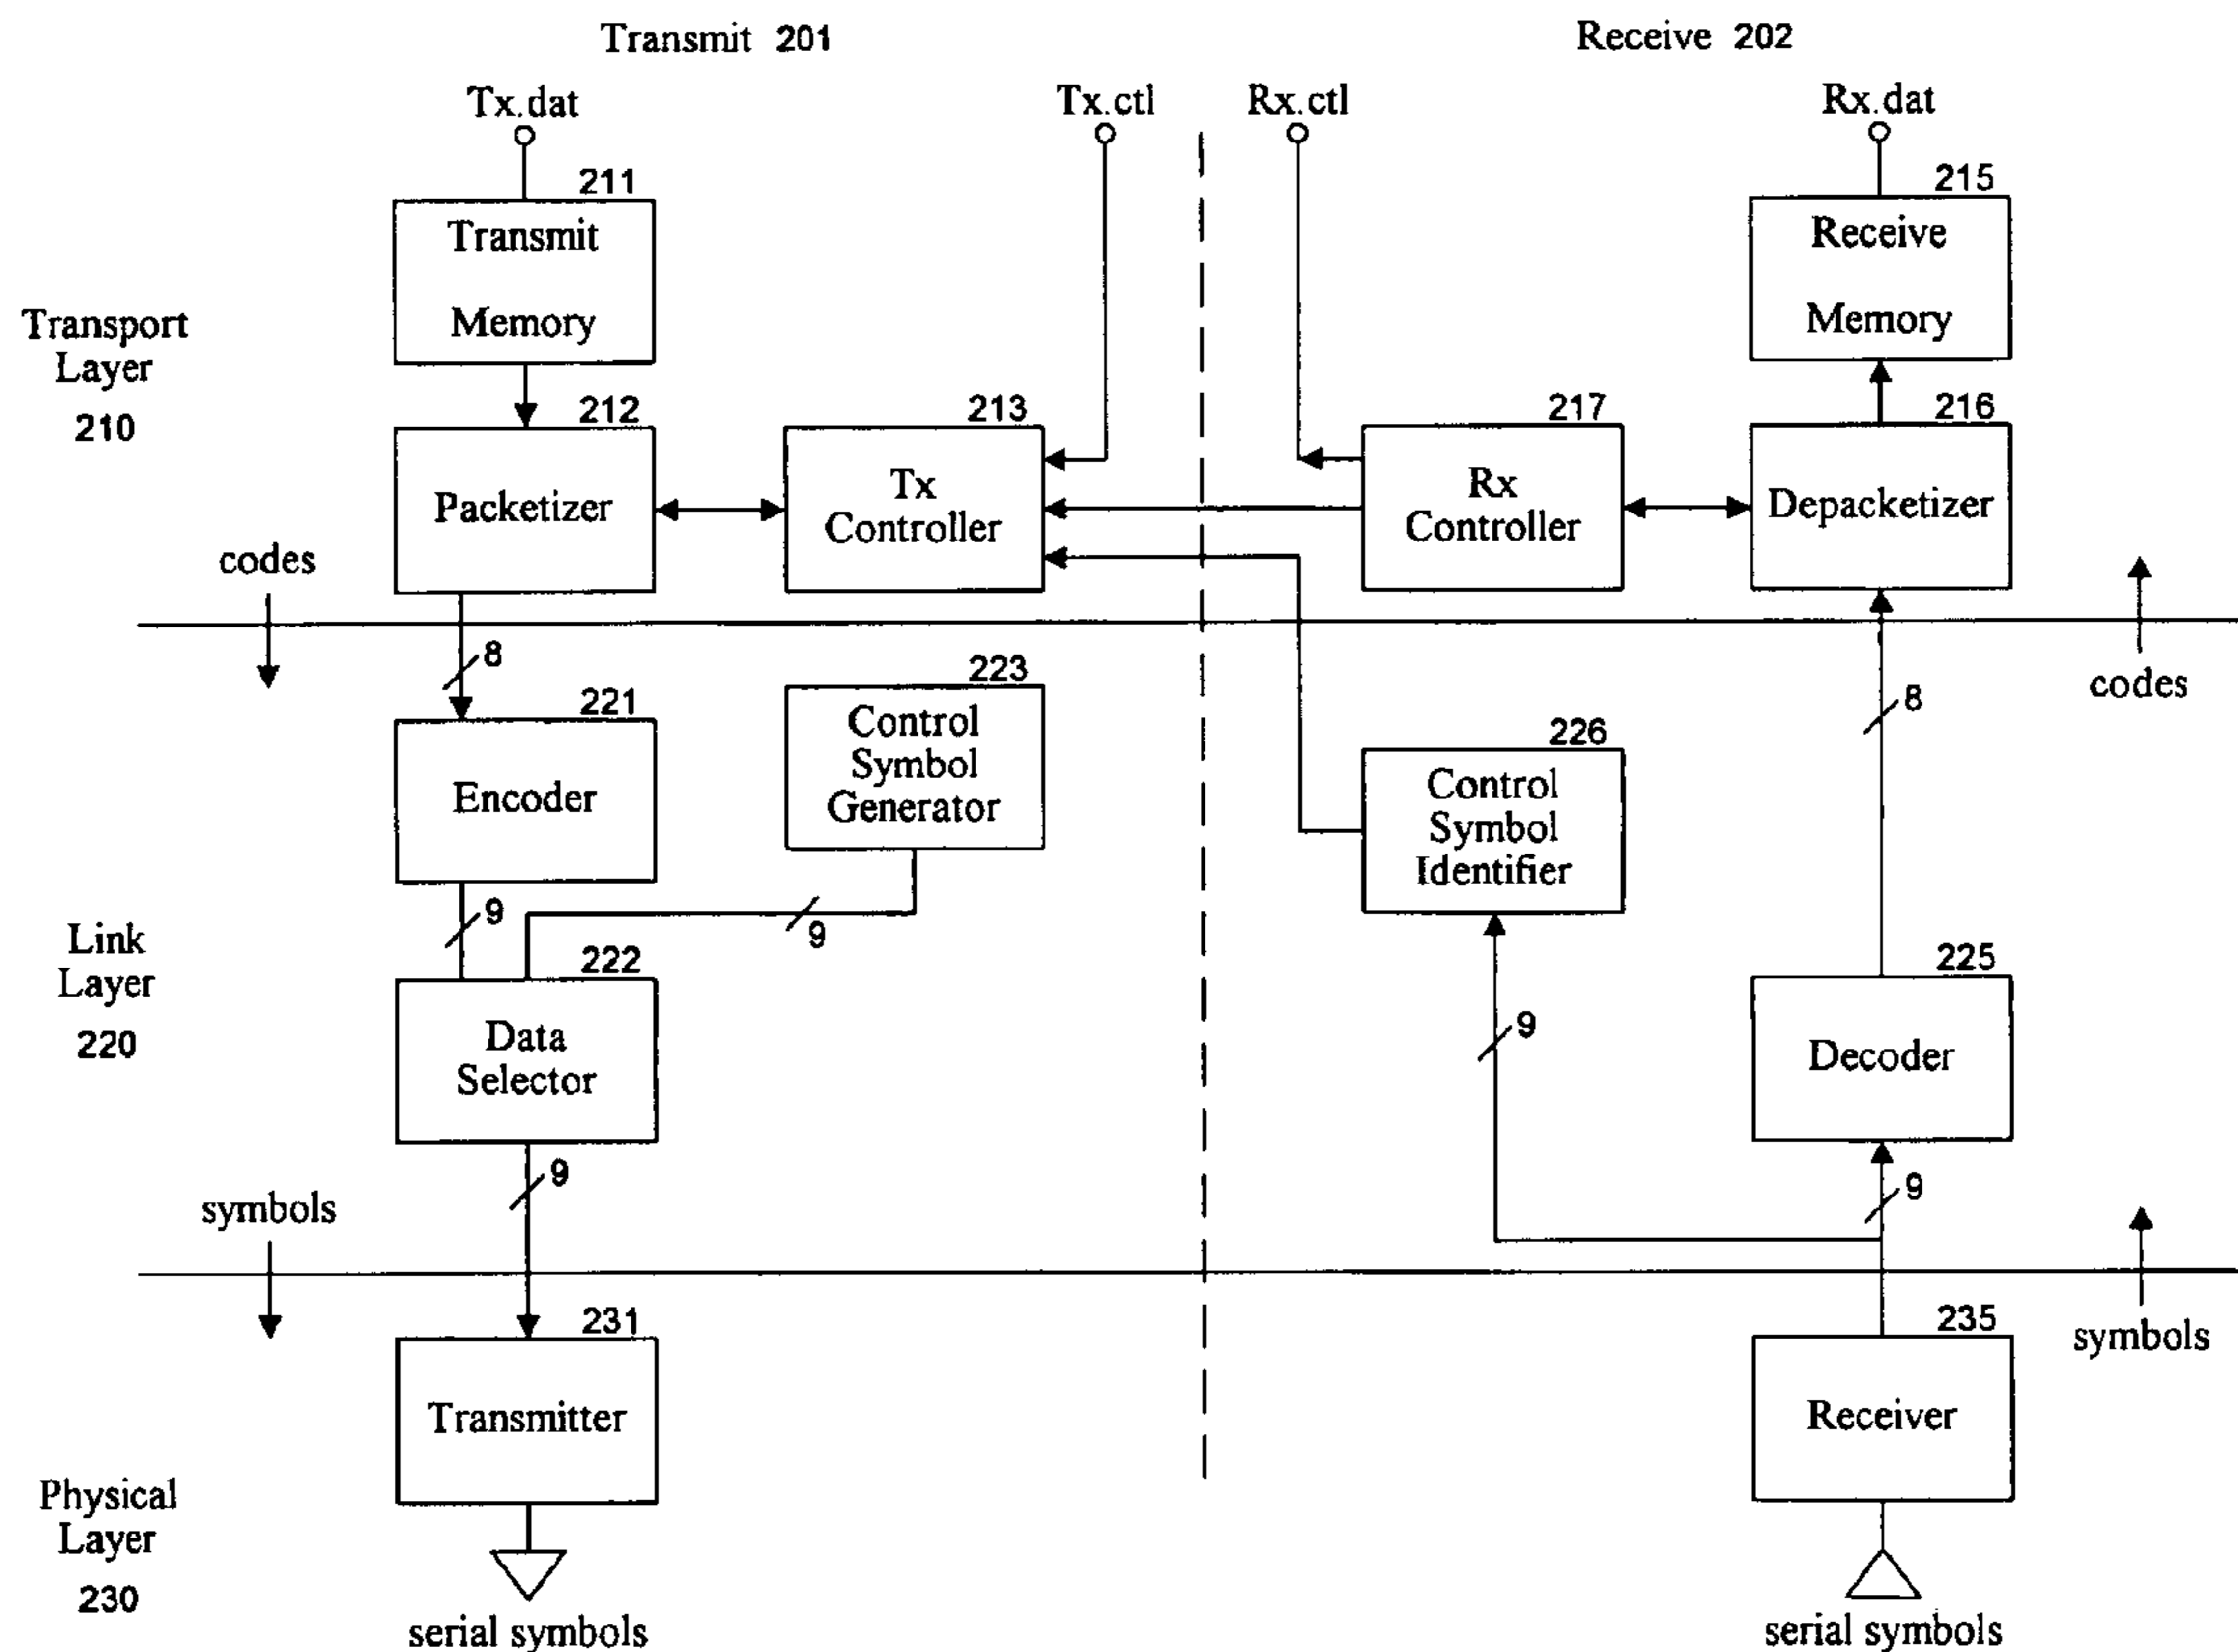 Transmit 201
Receive 202
Tx.dat
Tx.ctl
Rx.ctl
Rx.dat
211
Transmit
Memory
215
Receive
Memory
Transport
Layer
210
212
Packetizer
213
Tx
Controller
217
Rx
Controller
216
Depacketizer
codes
codes
8
221
Encoder
223
Control
Symbol
Generator
226
Control
Symbol
Identifier
8
9
9
Link
Layer
220
222
Data
Selector
9
225
Decoder
9
9
symbols
symbols
231
Transmitter
235
Receiver
Physical
Layer
230
serial symbols
serial symbols